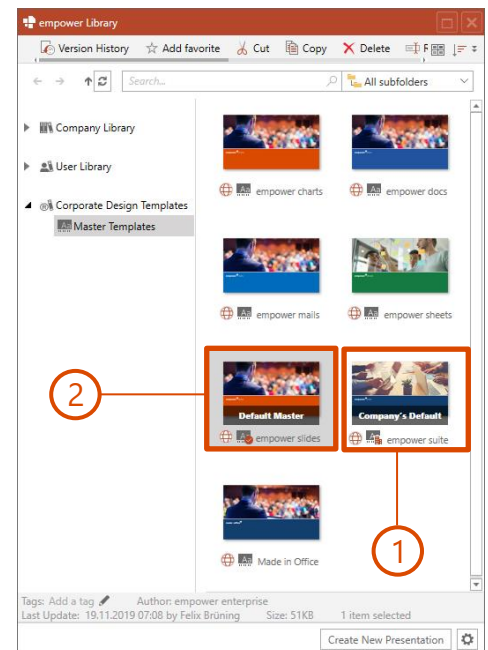 empower Library
Version History Add favorite Cut Copy Delete
Search... All subfolders
Company Library
User Library
Corporate Design Templates
Master Templates
empower charts
empower docs
empower mails
empower sheets
2
Default Master
Company's Default
empower slides
empower suite
1
Made in Office
Tags: Add a tag Author: empower enterprise
Last Update: 19.11.2019 07:08 by Felix Brüning Size: 51KB 1 item selected
Create New Presentation